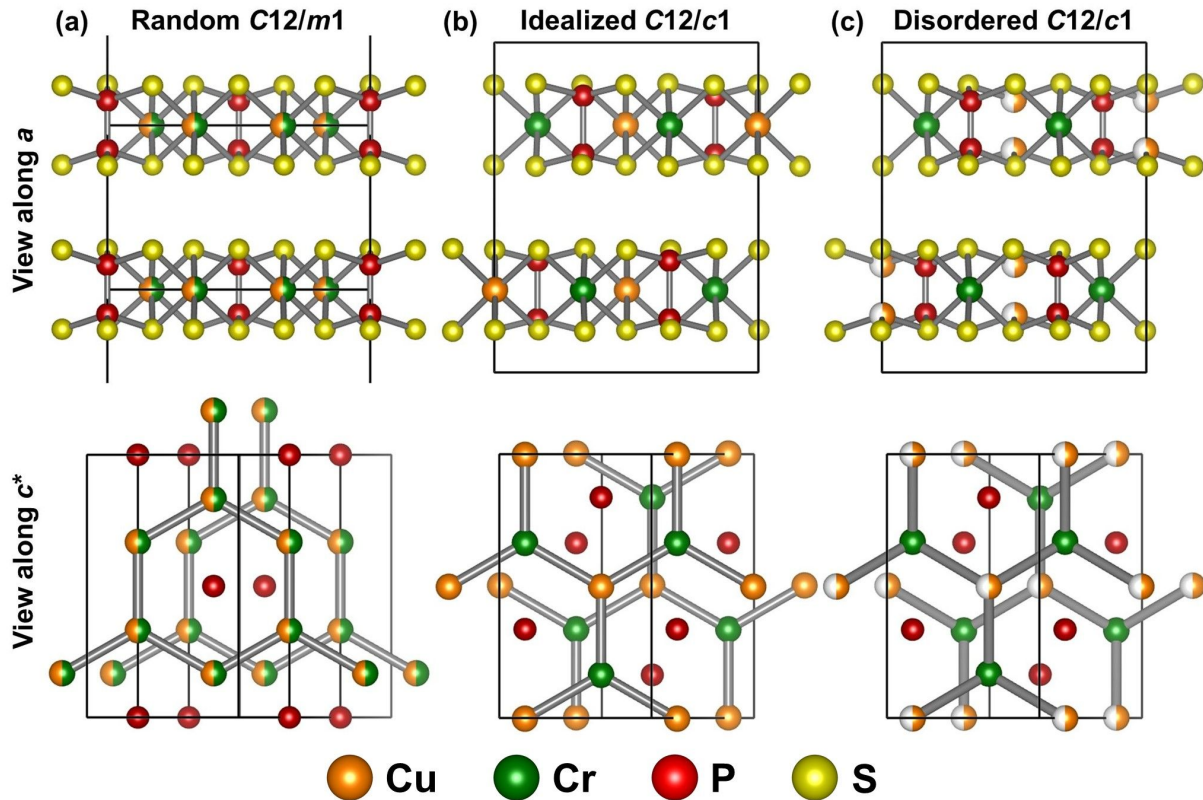 (a) Random C12/m1
(b) Idealized C12/c1
(c) Disordered C12/c1
View along a
View along c*
Cu
Cr
P
S